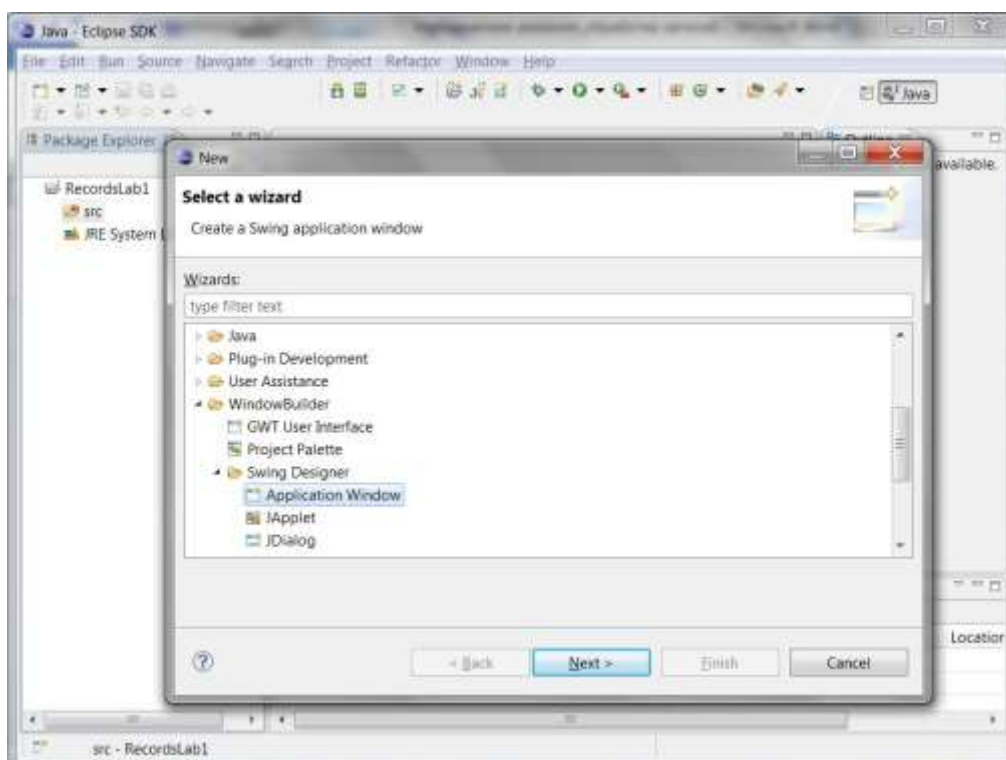 Java - Eclipse SDK
File Edit Run Source Navigate Search Project Refactor Window Help
Java
Package Explorer
available.
RecordsLab1
src
JRE System
New
Select a wizard
Create a Swing application window
Wizards:
type filter text
Java
Plug-in Development
User Assistance
WindowBuilder
GWT User Interface
Project Palette
Swing Designer
Application Window
JApplet
JDialog
Location
< Back Next > Finish Cancel
src - RecordsLab1